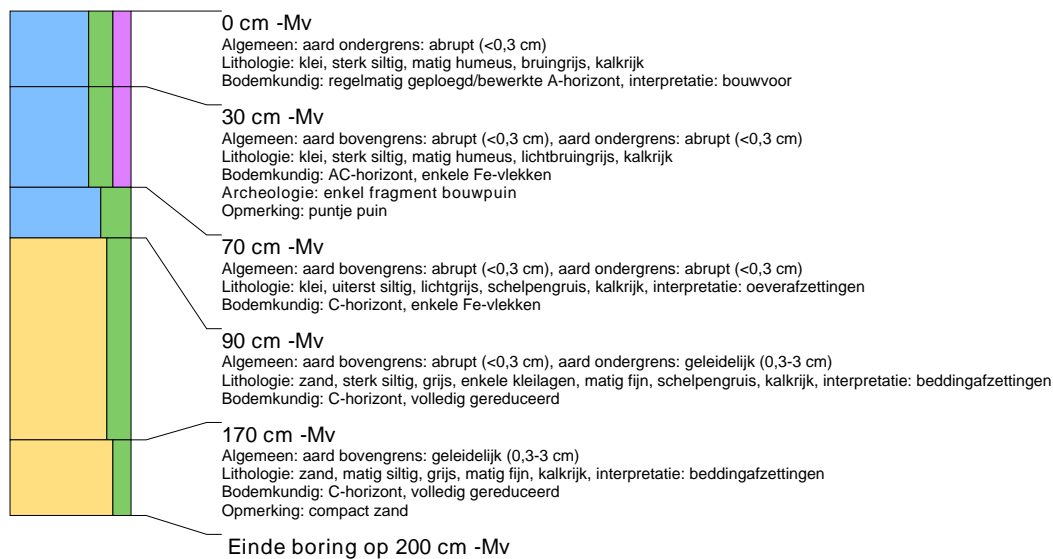 0 cm -Mv
Algemeen: aard ondergrens: abrupt (<0,3 cm)
Lithologie: klei, sterk siltig, matig humeus, bruingrijs, kalkrijk
Bodemkundig: regelmatig geploegd/bewerkte A-horizont, interpretatie: bouwvoor
30 cm -Mv
Algemeen: aard bovengrens: abrupt (<0,3 cm), aard ondergrens: abrupt (<0,3 cm)
Lithologie: klei, sterk siltig, matig humeus, lichtbruingrijs, kalkrijk
Bodemkundig: AC-horizont, enkele Fe-vlekken
Archeologie: enkel fragment bouwpuin
Opmerking: puntje puin
70 cm -Mv
Algemeen: aard bovengrens: abrupt (<0,3 cm), aard ondergrens: abrupt (<0,3 cm)
Lithologie: klei, uiterst siltig, lichtgrijs, schelpengruis, kalkrijk, interpretatie: oeverafzettingen
Bodemkundig: C-horizont, enkele Fe-vlekken
90 cm -Mv
Algemeen: aard bovengrens: abrupt (<0,3 cm), aard ondergrens: geleidelijk (0,3-3 cm)
Lithologie: zand, sterk siltig, grijs, enkele kleilagen, matig fijn, schelpengruis, kalkrijk, interpretatie: beddingafzettingen
Bodemkundig: C-horizont, volledig gereduceerd
170 cm -Mv
Algemeen: aard bovengrens: geleidelijk (0,3-3 cm)
Lithologie: zand, matig siltig, grijs, matig fijn, kalkrijk, interpretatie: beddingafzettingen
Bodemkundig: C-horizont, volledig gereduceerd
Opmerking: compact zand
Einde boring op 200 cm -Mv